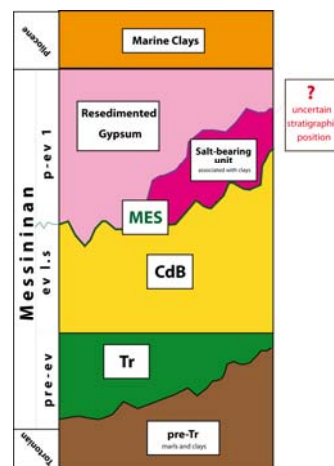 Pliocene
Marine Clays
Messininan
p-ev 1
ev l.s
pre-ev
Resedimented
Gypsum
Salt-bearing
unit
associated with clays
?
uncertain
stratigraphic
position
MES
CdB
Tr
Tortonian
pre-Tr
marls and clays